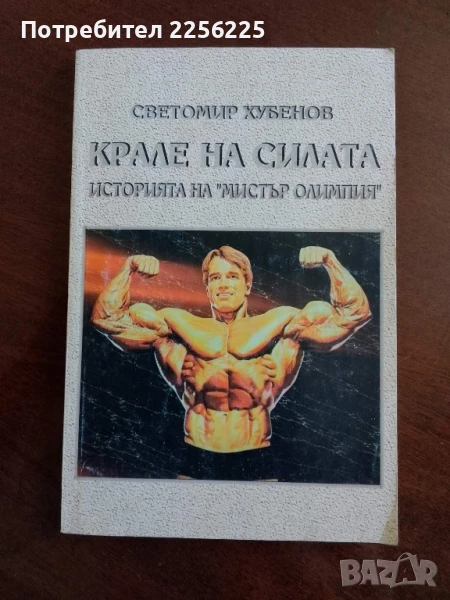 Потребител 2256225
СВЕТОМИР ХУБЕНОВ
КРАЛЕ НА СИЛАТА
ИСТОРИЯТА НА "МИСТЪР ОЛИМПИЯ"
BAZAR